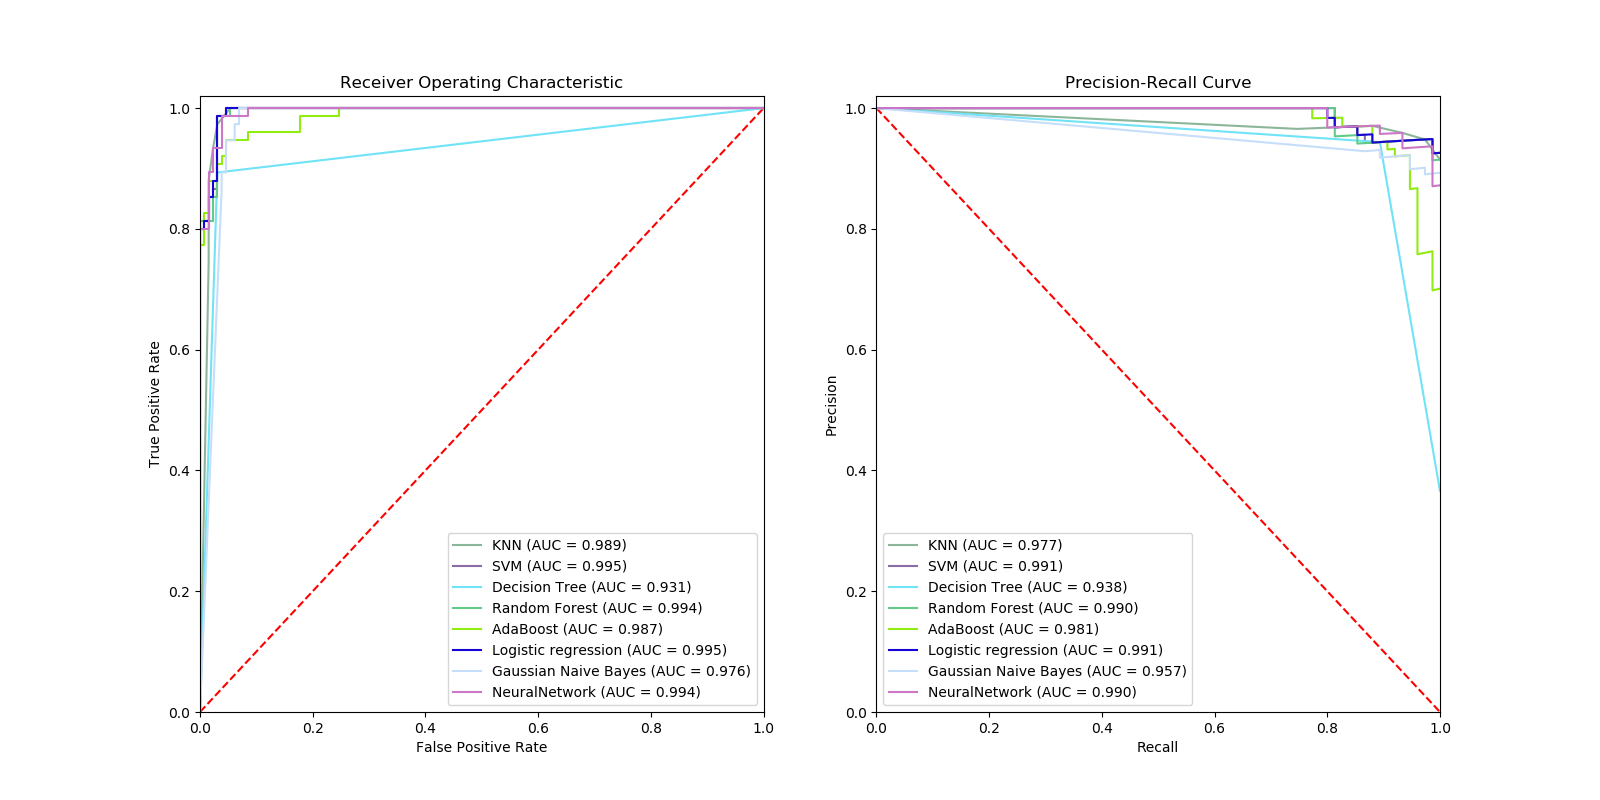 Receiver Operating Characteristic
1.0
0.8
0.6
0.4
0.2
0.0
True Positive Rate
KNN (AUC = 0.989)
SVM (AUC = 0.995)
Decision Tree (AUC = 0.931)
Random Forest (AUC = 0.994)
AdaBoost (AUC = 0.987)
Logistic regression (AUC = 0.995)
Gaussian Naive Bayes (AUC = 0.976)
NeuralNetwork (AUC = 0.994)
0.0 0.2 0.4 0.6 0.8 1.0
False Positive Rate
Precision-Recall Curve
1.0
0.8
0.6
0.4
0.2
0.0
Precision
KNN (AUC = 0.977)
SVM (AUC = 0.991)
Decision Tree (AUC = 0.938)
Random Forest (AUC = 0.990)
AdaBoost (AUC = 0.981)
Logistic regression (AUC = 0.991)
Gaussian Naive Bayes (AUC = 0.957)
NeuralNetwork (AUC = 0.990)
0.0 0.2 0.4 0.6 0.8 1.0
Recall